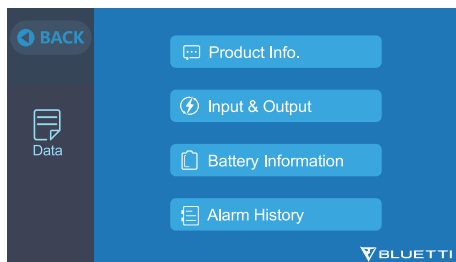 BACK
Data
Product Info.
Input & Output
Battery Information
Alarm History
BLUETTI